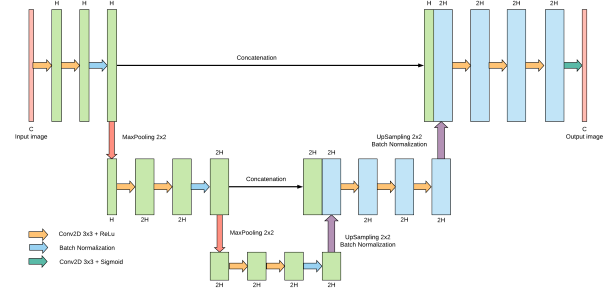 H H H H 2H 2H 2H 2H
Concatenation
C
Input image
C
Output image
MaxPooling 2x2
UpSampling 2x2
Batch Normalization
2H 2H 2H
Concatenation
H 2H 2H 2H 2H 2H
MaxPooling 2x2
UpSampling 2x2
Batch Normalization
Conv2D 3x3 + ReLu
Batch Normalization
Conv2D 3x3 + Sigmoid
2H 2H 2H 2H